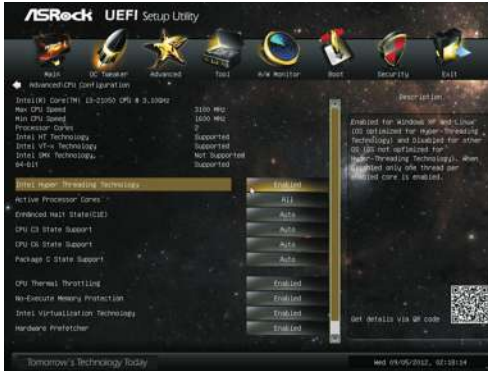 ASRock UEFI Setup Utility
Main OC Tweaker Advanced Tool H/W Monitor Boot Security Exit
Advanced\CPU Configuration
Description
Intel(R) Core(TM) i3-2105O CPU @ 3.10GHz
Max CPU Speed 3100 MHz
Min CPU Speed 1600 MHz
Processor Cores 2
Intel HT Technology Supported
Intel VT-x Technology Supported
Intel SMX Technology Not Supported
64-bit Supported
Enabled for Windows XP and Linux
(OS optimized for Hyper-Threading
Technology) and Disabled for other
OS (OS not optimized for
Hyper-Threading Technology). When
Disabled only one thread per
enabled core is enabled.
Intel Hyper Threading Technology Enabled
Active Processor Cores All
Enhanced Halt State(C1E) Auto
CPU C3 State Support Auto
CPU C6 State Support Auto
Package C State Support Auto
CPU Thermal Throttling Enabled
No-Execute Memory Protection Enabled
Intel Virtualization Technology Enabled
Hardware Prefetcher Enabled
Get details via QR code
Tomorrow's Technology Today
Wed 09/05/2012, 02:18:14